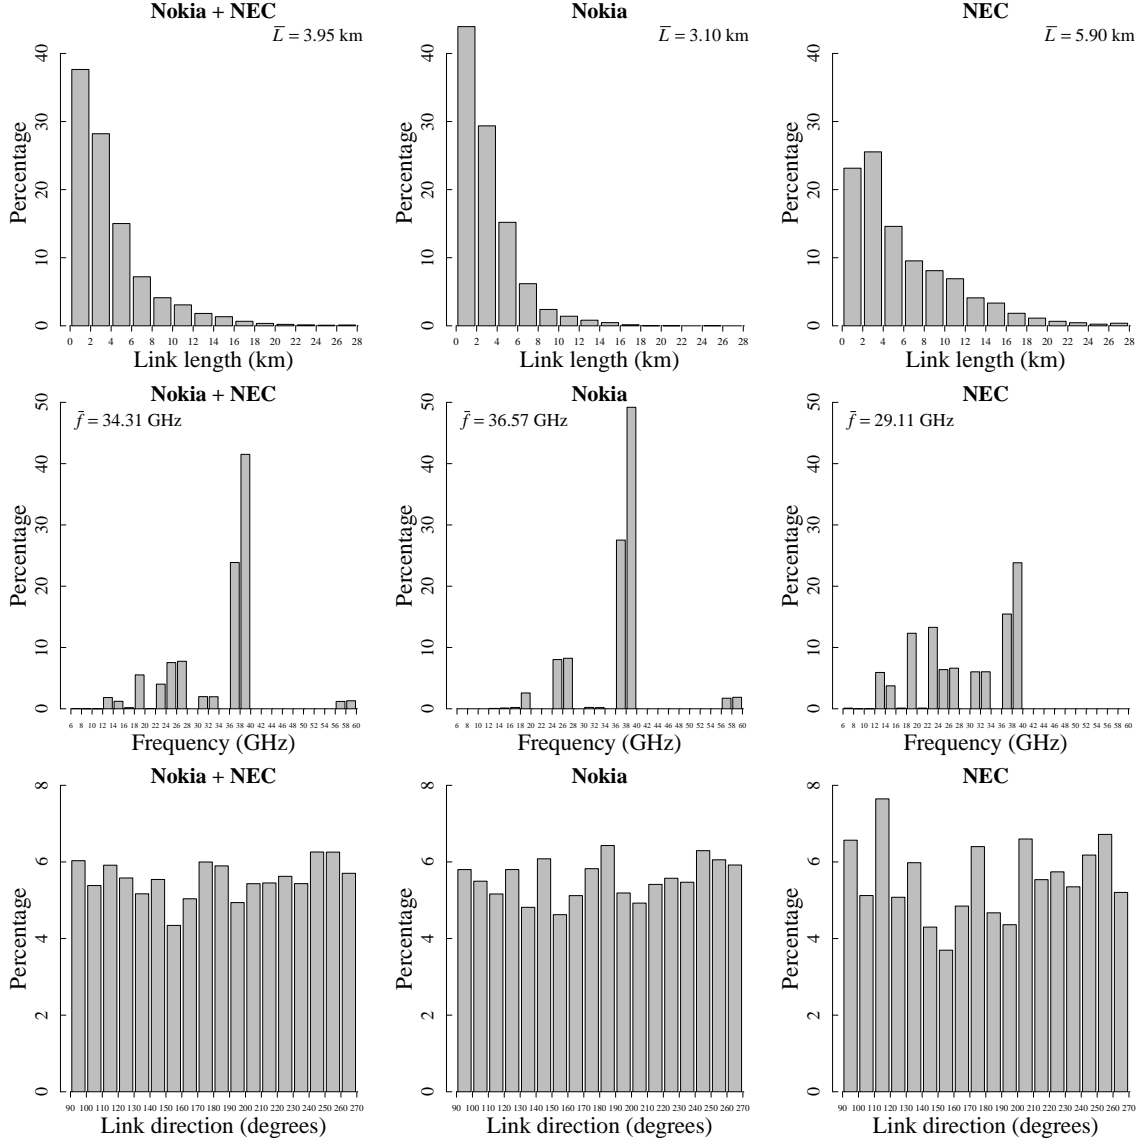 Nokia + NEC
L̅ = 3.95 km
Percentage
0 10 20 30 40
0 2 4 6 8 10 12 14 16 18 20 22 24 26 28
Link length (km)
Nokia
L̅ = 3.10 km
Percentage
0 10 20 30 40
0 2 4 6 8 10 12 14 16 18 20 22 24 28
Link length (km)
NEC
L̅ = 5.90 km
Percentage
0 10 20 30 40
0 2 4 6 8 10 12 14 16 18 20 22 24 26 28
Link length (km)
Nokia + NEC
f̄ = 34.31 GHz
Percentage
0 10 20 30 40 50
6 8 10 12 14 16 18 20 22 24 26 28 30 32 34 36 38 40 42 44 46 48 50 52 54 56 58 60
Frequency (GHz)
Nokia
f̄ = 36.57 GHz
Percentage
0 10 20 30 40 50
6 8 10 12 14 16 18 20 22 24 26 28 30 32 34 36 38 40 42 44 46 48 50 52 54 56 58 60
Frequency (GHz)
NEC
f̄ = 29.11 GHz
Percentage
0 10 20 30 40 50
6 8 10 12 14 16 18 20 22 24 26 28 30 32 34 36 38 40 42 44 46 48 50 52 54 56 58 60
Frequency (GHz)
Nokia + NEC
Percentage
0 2 4 6 8
90 100 110 120 130 140 150 160 170 180 190 200 210 220 230 240 250 260 270
Link direction (degrees)
Nokia
Percentage
0 2 4 6 8
90 100 110 120 130 140 150 160 170 180 190 200 210 220 230 240 250 260 270
Link direction (degrees)
NEC
Percentage
0 2 4 6 8
90 100 110 120 130 140 150 160 170 180 190 200 210 220 230 240 250 260 270
Link direction (degrees)